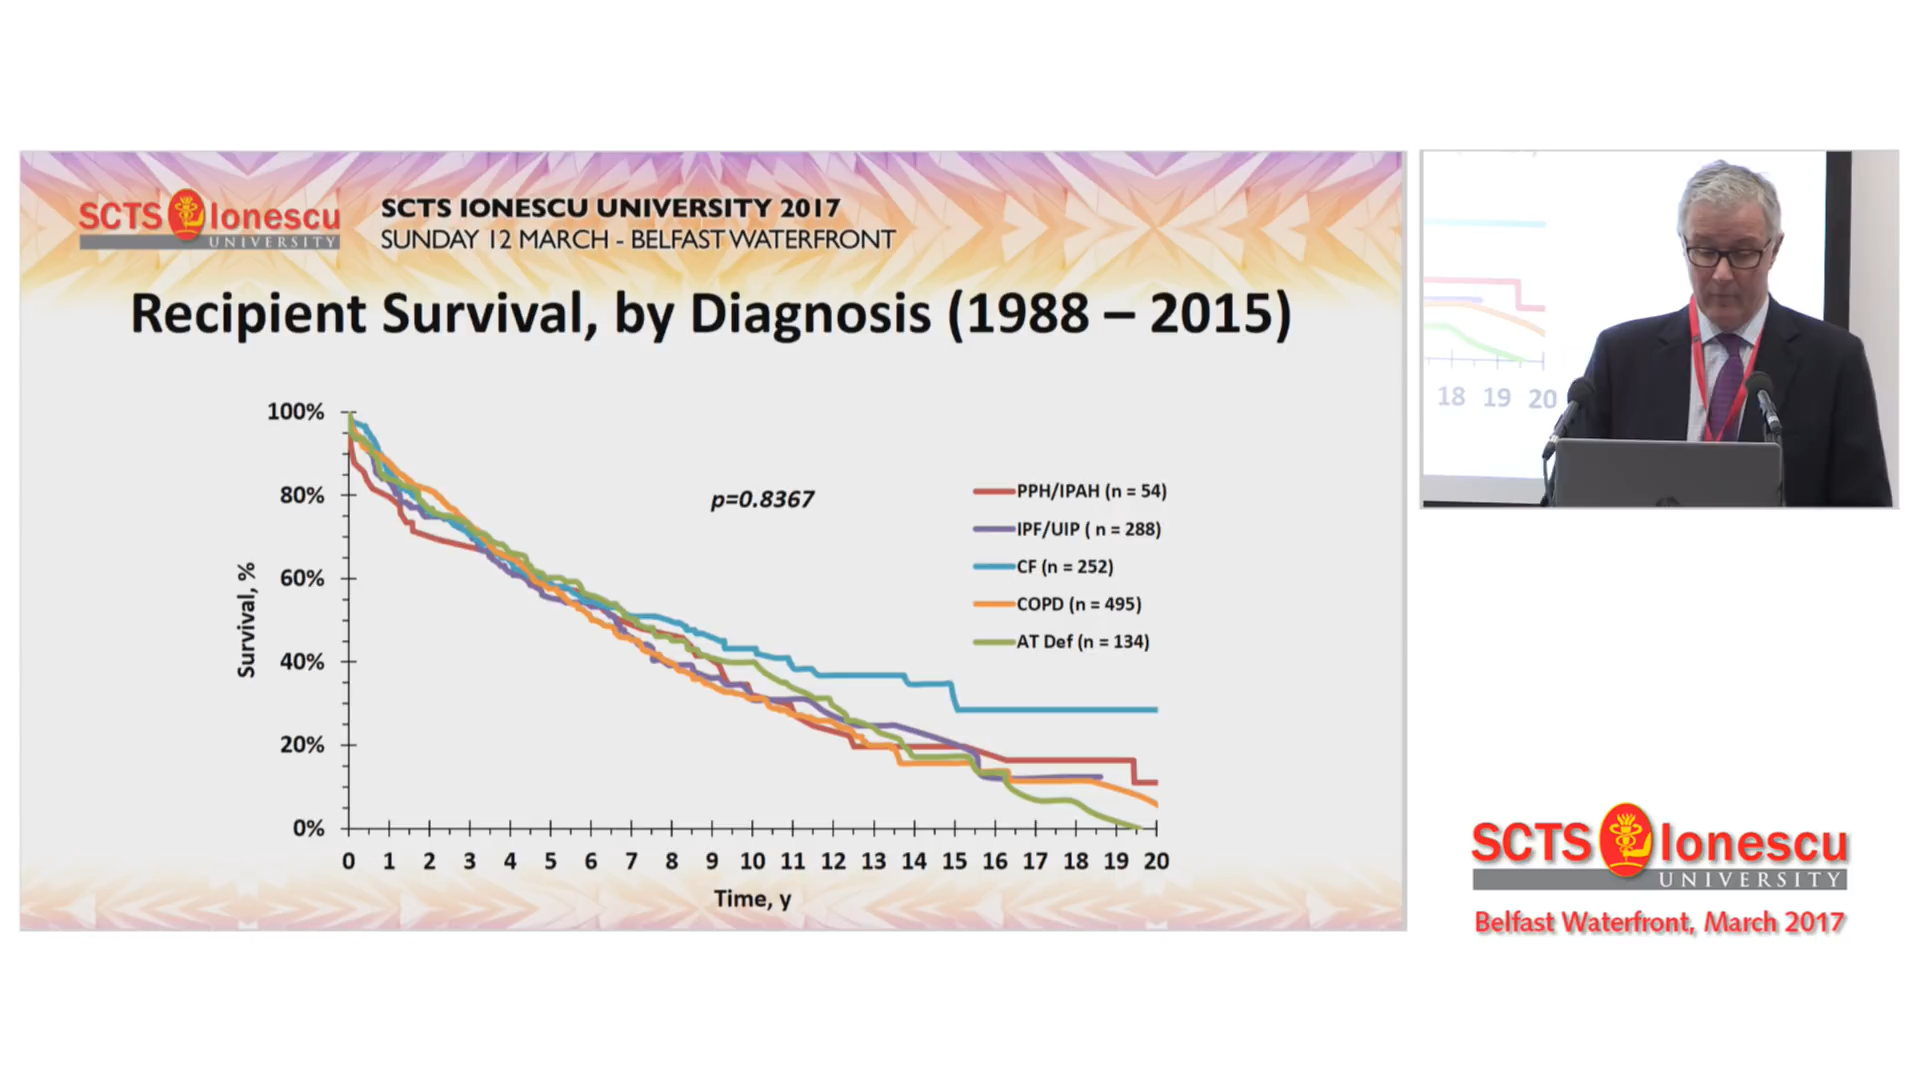 SCTS Ionescu
UNIVERSITY
SCTS IONESCU UNIVERSITY 2017
SUNDAY 12 MARCH - BELFAST WATERFRONT
Recipient Survival, by Diagnosis (1988 – 2015)
100%
80%
60%
40%
20%
0%
Survival, %
p=0.8367
PPH/IPAH (n = 54)
IPF/UIP ( n = 288)
CF (n = 252)
COPD (n = 495)
AT Def (n = 134)
0 1 2 3 4 5 6 7 8 9 10 11 12 13 14 15 16 17 18 19 20
Time, y
18 19 20
SCTS Ionescu
UNIVERSITY
Belfast Waterfront, March 2017